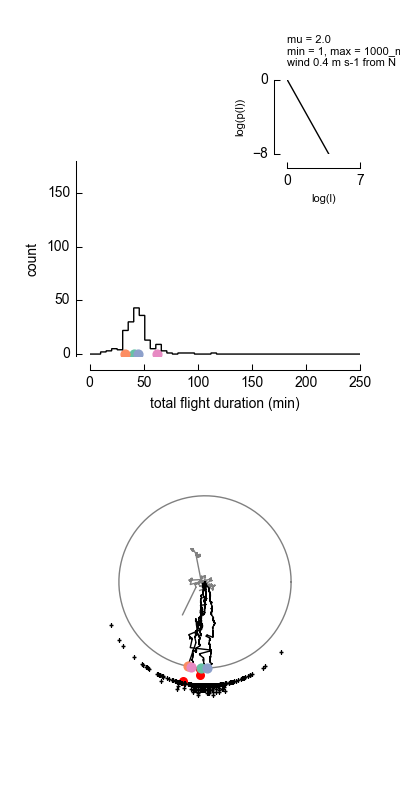 mu = 2.0
min = 1, max = 1000_m
wind 0.4 m s-1 from N
0
log(p(l))
−8
0 7
log(l)
150
100
count
50
0
0 50 100 150 200 250
total flight duration (min)